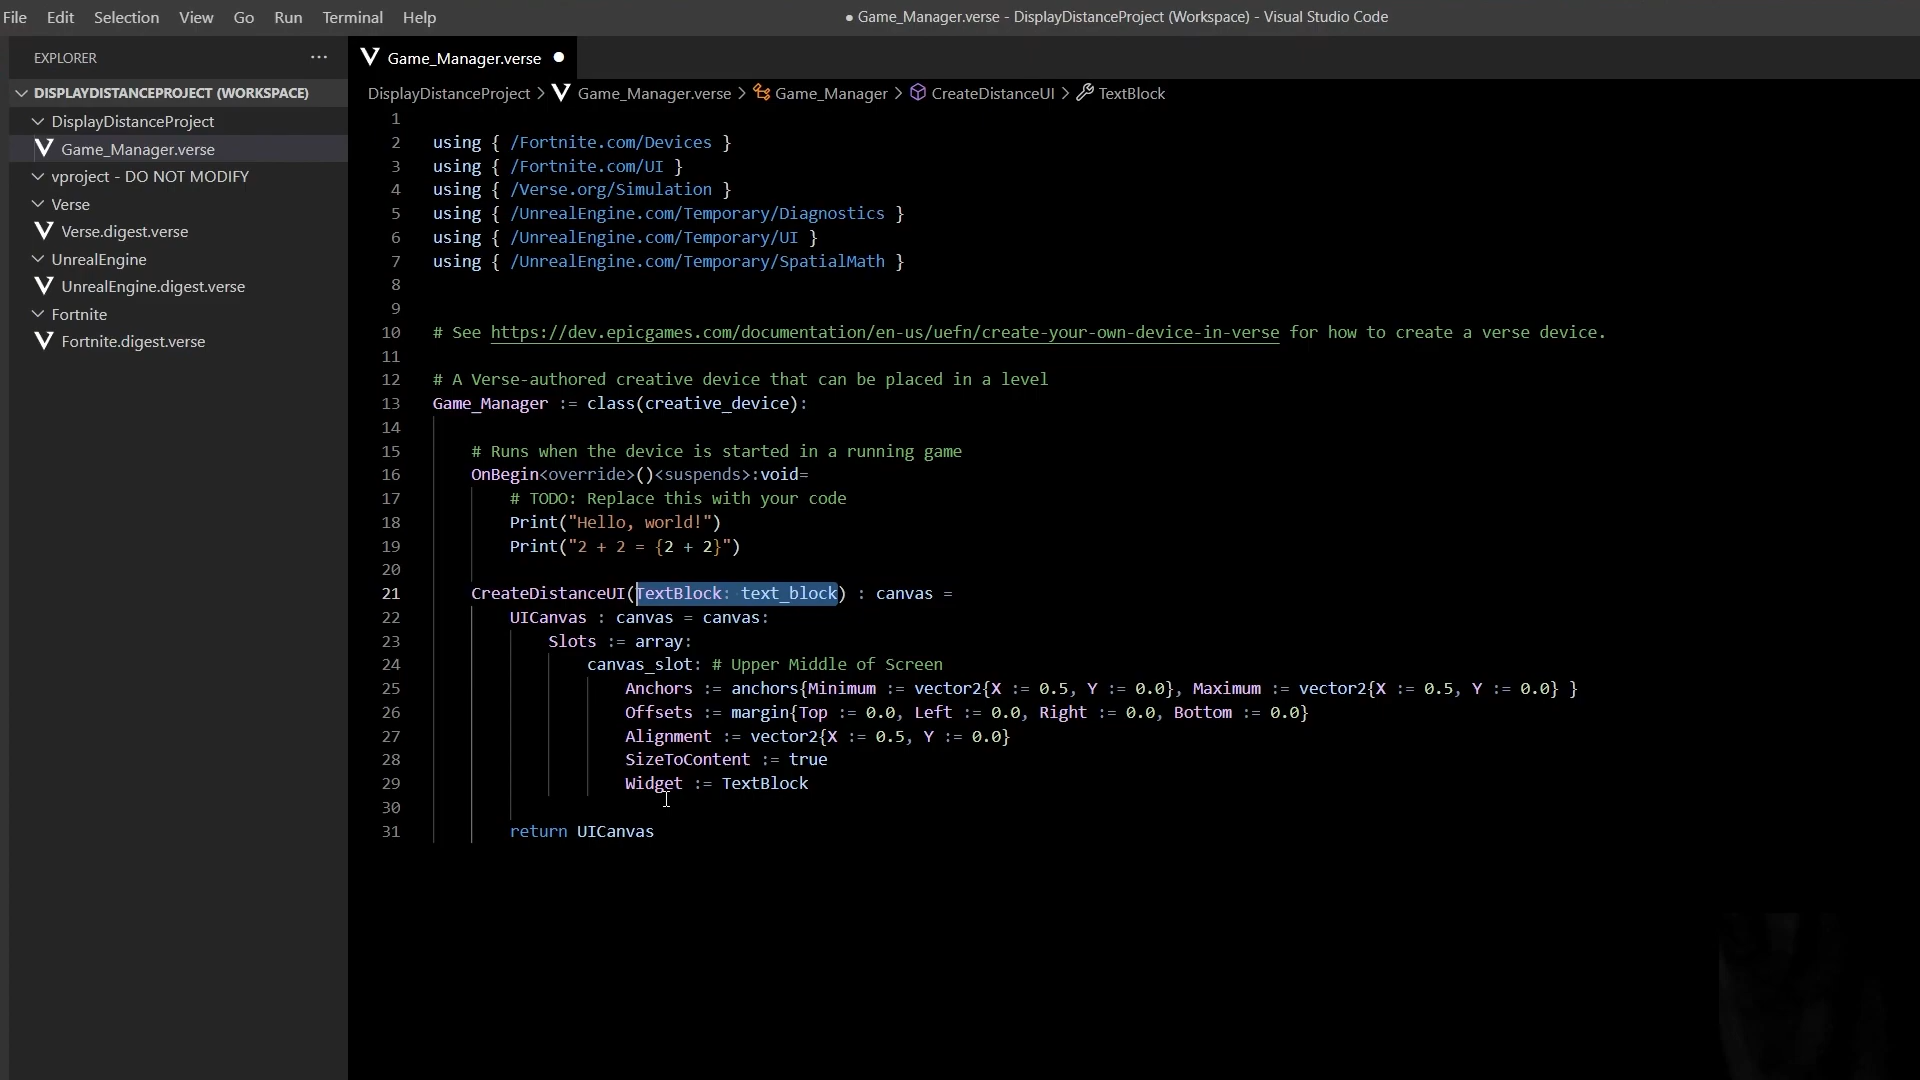 File Edit Selection View Go Run Terminal Help
● Game_Manager.verse - DisplayDistanceProject (Workspace) - Visual Studio Code
EXPLORER ···
Game_Manager.verse ●
DISPLAYDISTANCEPROJECT (WORKSPACE)
DisplayDistanceProject
Game_Manager.verse
vproject - DO NOT MODIFY
Verse
Verse.digest.verse
UnrealEngine
UnrealEngine.digest.verse
Fortnite
Fortnite.digest.verse
DisplayDistanceProject > Game_Manager.verse > Game_Manager > CreateDistanceUI > TextBlock
1
2 using { /Fortnite.com/Devices }
3 using { /Fortnite.com/UI }
4 using { /Verse.org/Simulation }
5 using { /UnrealEngine.com/Temporary/Diagnostics }
6 using { /UnrealEngine.com/Temporary/UI }
7 using { /UnrealEngine.com/Temporary/SpatialMath }
8
9
10 # See https://dev.epicgames.com/documentation/en-us/uefn/create-your-own-device-in-verse for how to create a verse device.
11
12 # A Verse-authored creative device that can be placed in a level
13 Game_Manager := class(creative_device):
14
15 # Runs when the device is started in a running game
16 OnBegin<override>()<suspends>:void=
17 # TODO: Replace this with your code
18 Print("Hello, world!")
19 Print("2 + 2 = {2 + 2}")
20
21 CreateDistanceUI(TextBlock: text_block) : canvas =
22 UICanvas : canvas = canvas:
23 Slots := array:
24 canvas_slot: # Upper Middle of Screen
25 Anchors := anchors{Minimum := vector2{X := 0.5, Y := 0.0}, Maximum := vector2{X := 0.5, Y := 0.0} }
26 Offsets := margin{Top := 0.0, Left := 0.0, Right := 0.0, Bottom := 0.0}
27 Alignment := vector2{X := 0.5, Y := 0.0}
28 SizeToContent := true
29 Widget := TextBlock
30
31 return UICanvas